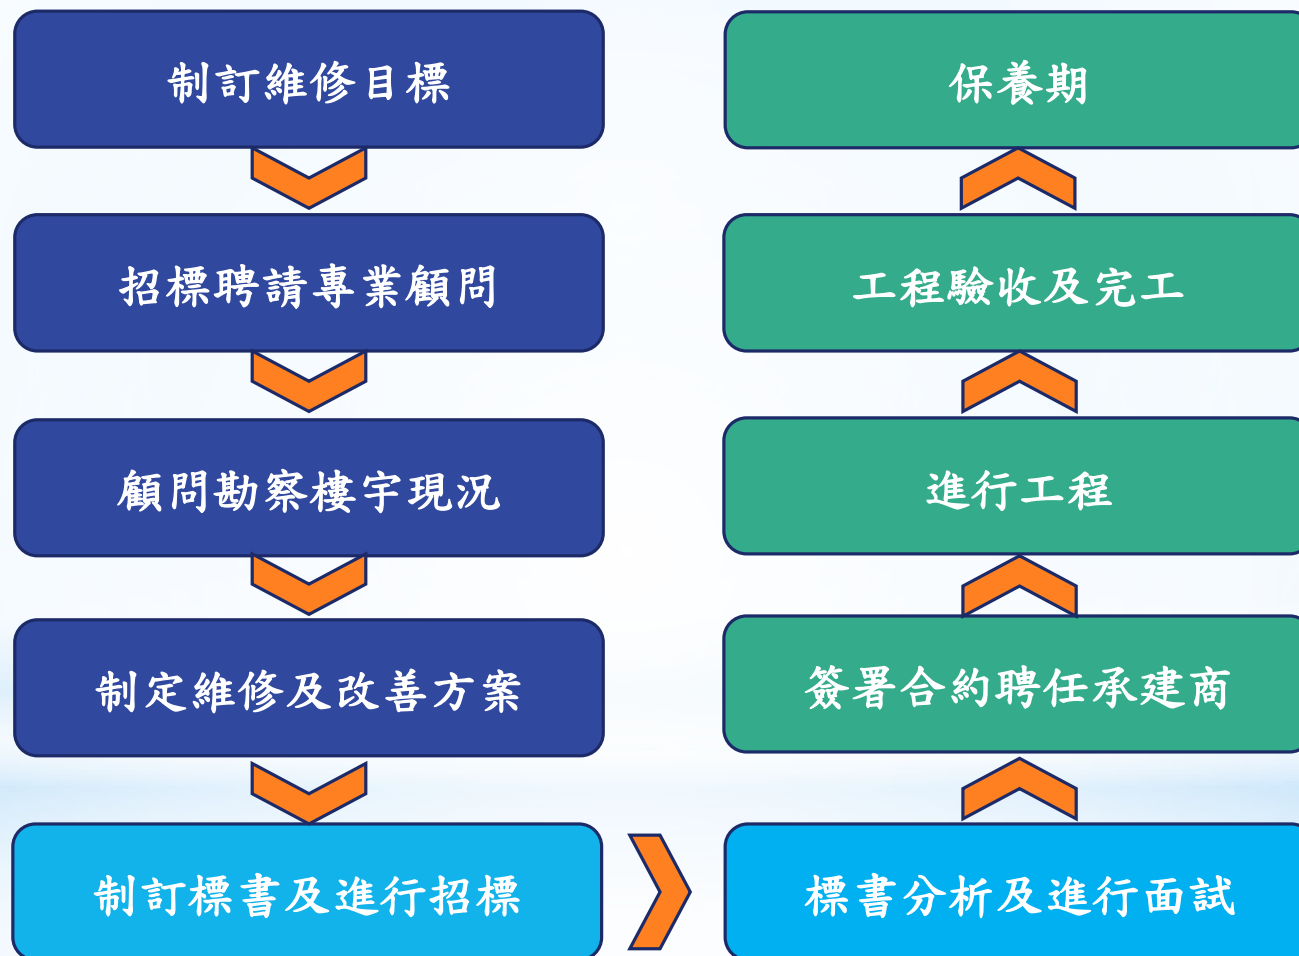 制訂維修目標
招標聘請專業顧問
顧問勘察樓宇現況
制定維修及改善方案
制訂標書及進行招標
標書分析及進行面試
簽署合約聘任承建商
進行工程
工程驗收及完工
保養期